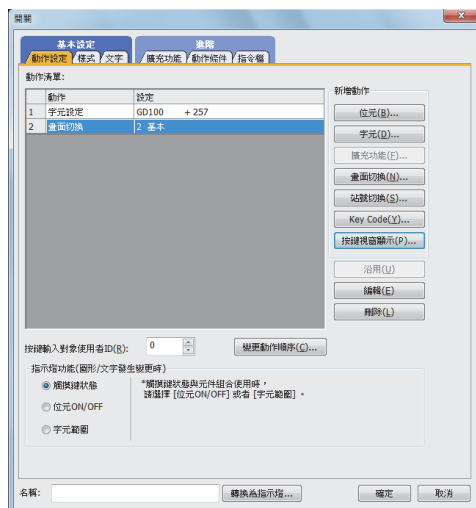 開關
基本設定 進階
動作設定 樣式 文字 擴充功能 動作條件 指令檔
動作清單:
動作 設定
1 字元設定 GD100 + 257
2 畫面切換 2 基本
新增動作
位元(B)...
字元(D)...
擴充功能(F)...
畫面切換(N)...
站號切換(S)...
Key Code(Y)...
按鍵視窗顯示(P)...
沿用(U)
編輯(E)
刪除(L)
按鍵輸入對象使用者ID(R): 0
變更動作順序(C)...
指示燈功能(圖形/文字發生變更時)
觸摸鍵狀態
位元ON/OFF
字元範圍
*觸摸鍵狀態與元件組合使用時,
請選擇 [位元ON/OFF] 或者 [字元範圍]。
名稱: 轉換為指示燈... 確定 取消